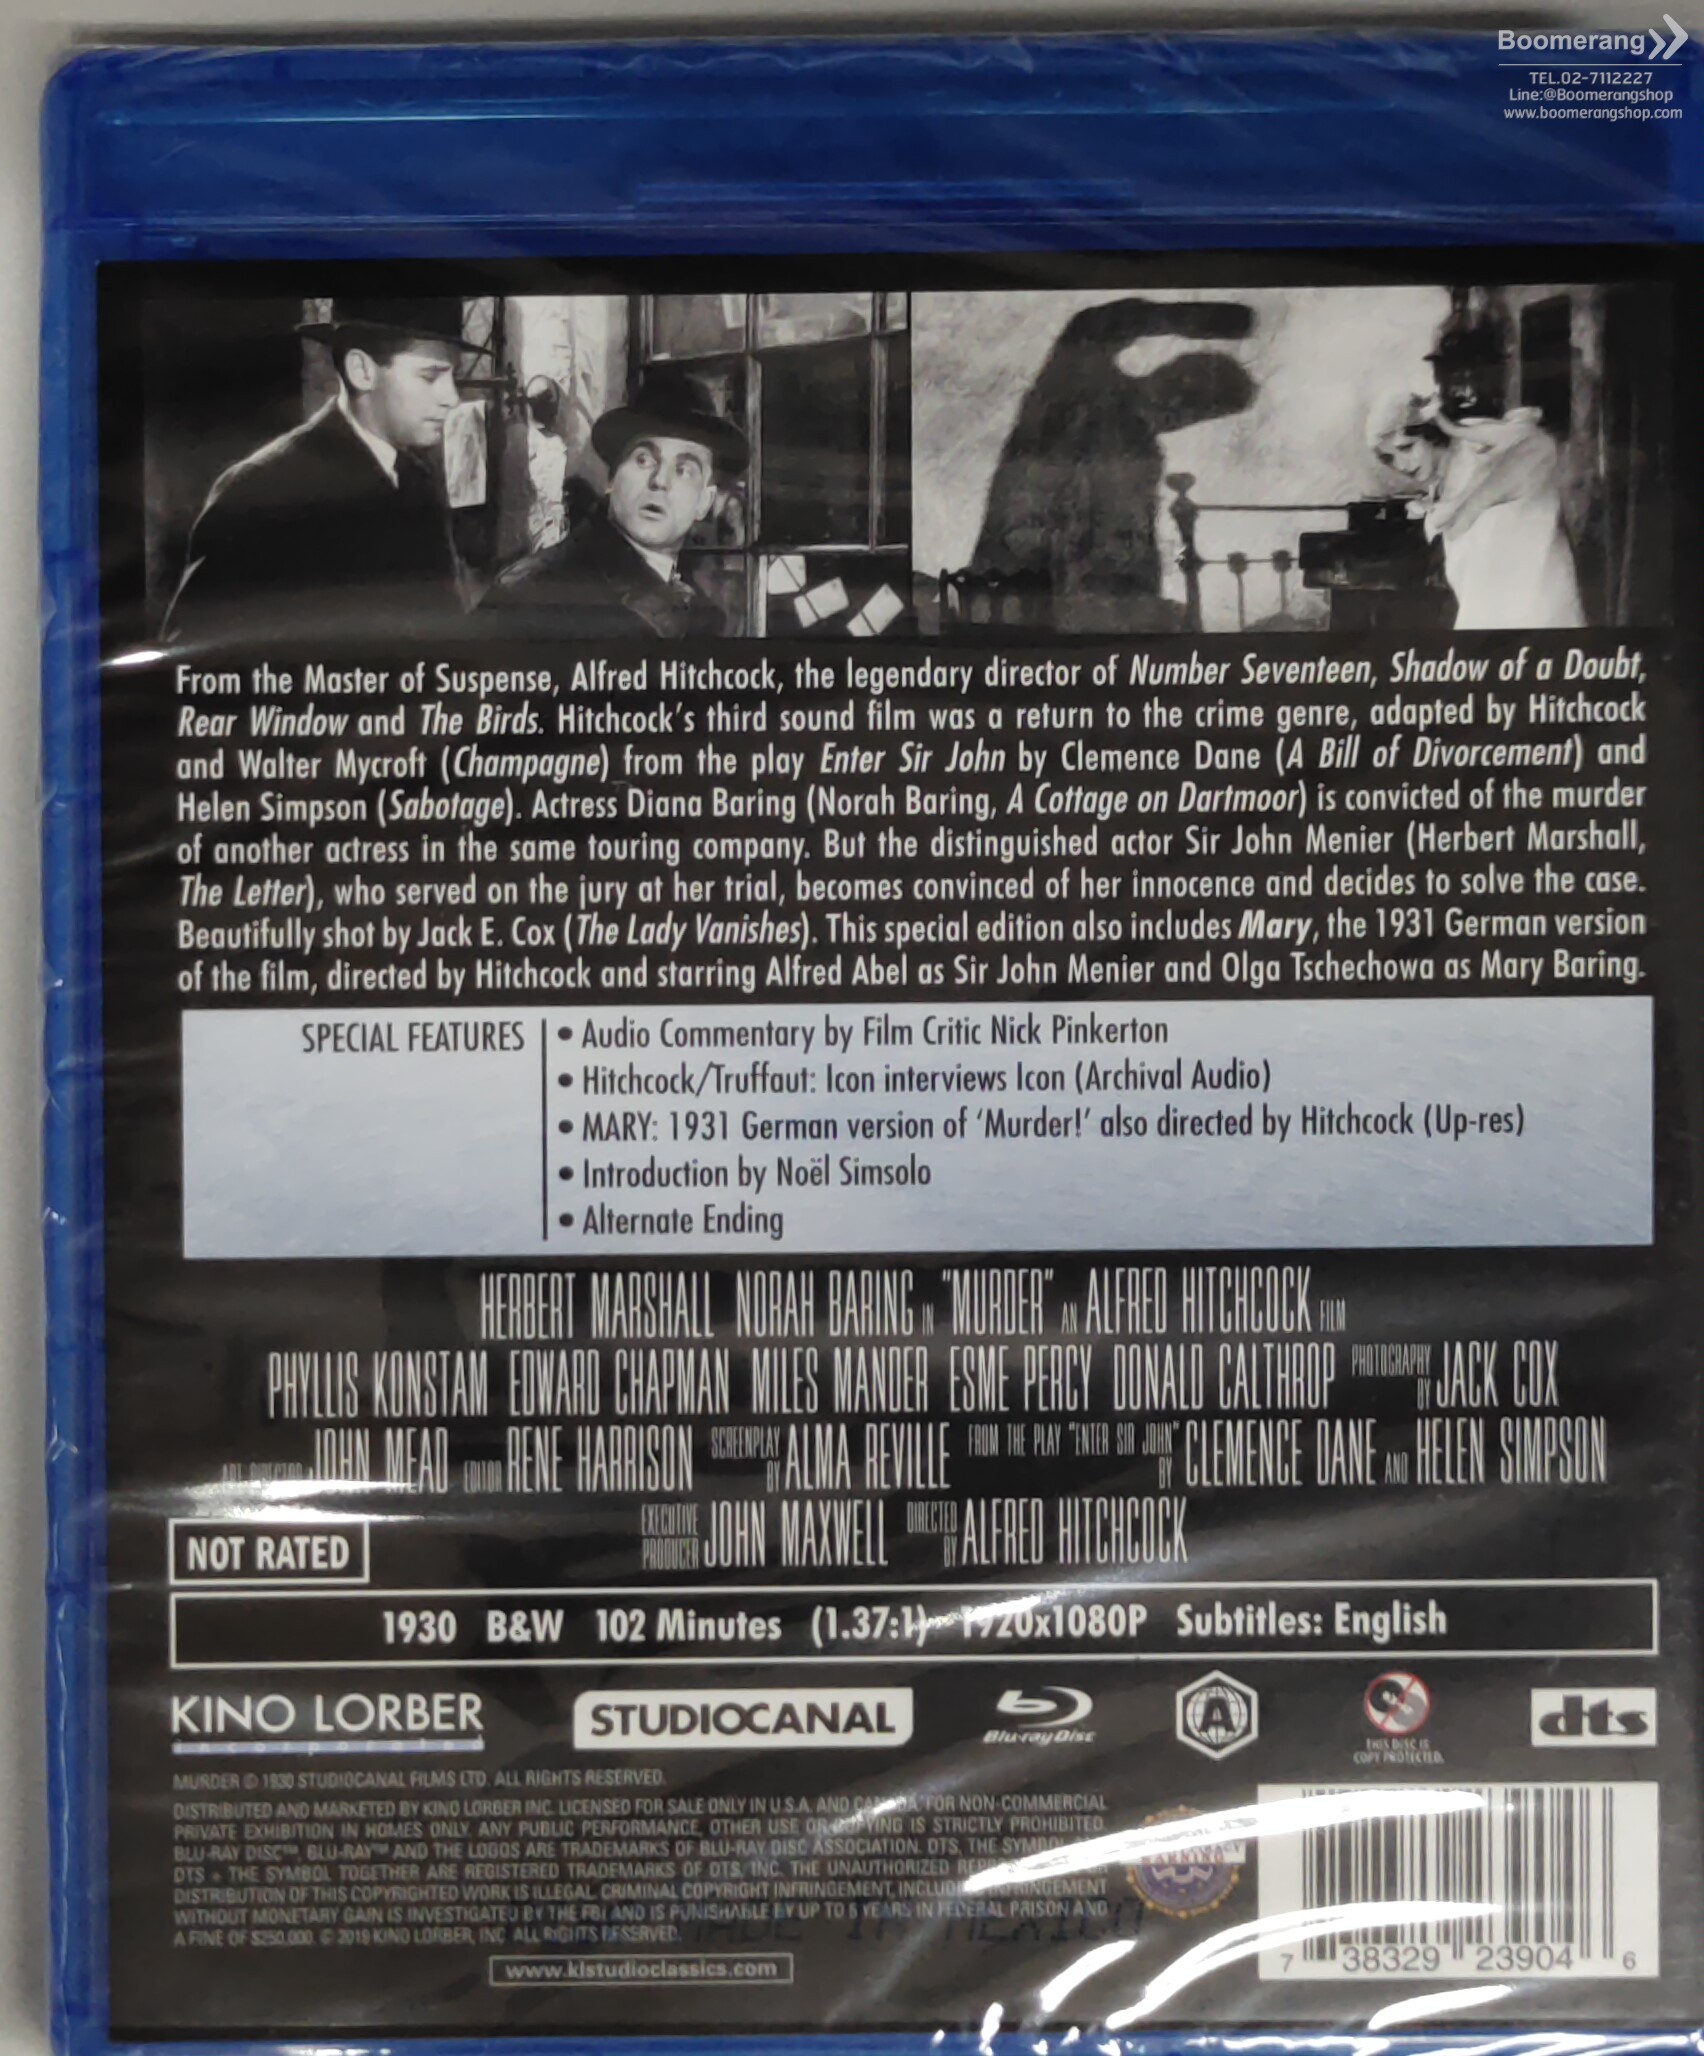 Boomerang
TEL.02-7112227
Line:@Boomerangshop
www.boomerangshop.com
From the Master of Suspense, Alfred Hitchcock, the legendary director of Number Seventeen, Shadow of a Doubt,
Rear Window and The Birds. Hitchcock's third sound film was a return to the crime genre, adapted by Hitchcock
and Walter Mycroft (Champagne) from the play Enter Sir John by Clemence Dane (A Bill of Divorcement) and
Helen Simpson (Sabotage). Actress Diana Baring (Norah Baring, A Cottage on Dartmoor) is convicted of the murder
of another actress in the same touring company. But the distinguished actor Sir John Menier (Herbert Marshall,
The Letter), who served on the jury at her trial, becomes convinced of her innocence and decides to solve the case.
Beautifully shot by Jack E. Cox (The Lady Vanishes). This special edition also includes Mary, the 1931 German version
of the film, directed by Hitchcock and starring Alfred Abel as Sir John Menier and Olga Tschechowa as Mary Baring.
SPECIAL FEATURES
• Audio Commentary by Film Critic Nick Pinkerton
• Hitchcock/Truffaut: Icon interviews Icon (Archival Audio)
• MARY: 1931 German version of 'Murder!' also directed by Hitchcock (Up-res)
• Introduction by Noël Simsolo
• Alternate Ending
HERBERT MARSHALL NORAH BARING IN "MURDER" AN ALFRED HITCHCOCK FILM
PHYLLIS KONSTAM EDWARD CHAPMAN MILES MANDER ESME PERCY DONALD CALTHROP PHOTOGRAPHY BY JACK COX
ART DIRECTOR JOHN MEAD EDITOR RENE HARRISON SCREENPLAY BY ALMA REVILLE FROM THE PLAY "ENTER SIR JOHN" BY CLEMENCE DANE AND HELEN SIMPSON
EXECUTIVE PRODUCER JOHN MAXWELL DIRECTED BY ALFRED HITCHCOCK
NOT RATED
1930 B&W 102 Minutes (1.37:1) 1920x1080P Subtitles: English
KINO LORBER
incorporated
STUDIOCANAL
Blu-ray Disc
A
THIS DISC IS
COPY PROTECTED
dts
MURDER © 1930 STUDIOCANAL FILMS LTD. ALL RIGHTS RESERVED.
DISTRIBUTED AND MARKETED BY KINO LORBER INC. LICENSED FOR SALE ONLY IN U.S.A. AND CANADA. FOR NON-COMMERCIAL
PRIVATE EXHIBITION IN HOMES ONLY. ANY PUBLIC PERFORMANCE, OTHER USE OR COPYING IS STRICTLY PROHIBITED.
BLU-RAY DISC™, BLU-RAY™ AND THE LOGOS ARE TRADEMARKS OF BLU-RAY DISC ASSOCIATION. DTS, THE SYMBOL
DTS + THE SYMBOL TOGETHER ARE REGISTERED TRADEMARKS OF DTS, INC. THE UNAUTHORIZED
DISTRIBUTION OF THIS COPYRIGHTED WORK IS ILLEGAL. CRIMINAL COPYRIGHT INFRINGEMENT, INCLUDING INFRINGEMENT
WITHOUT MONETARY GAIN IS INVESTIGATED BY THE FBI AND IS PUNISHABLE BY UP TO 5 YEARS IN FEDERAL PRISON AND
A FINE OF $250,000. © 2019 KINO LORBER, INC. ALL RIGHTS RESERVED.
MADE IN MEXICO
WARNING
www.klstudioclassics.com
7 38329 23904 6